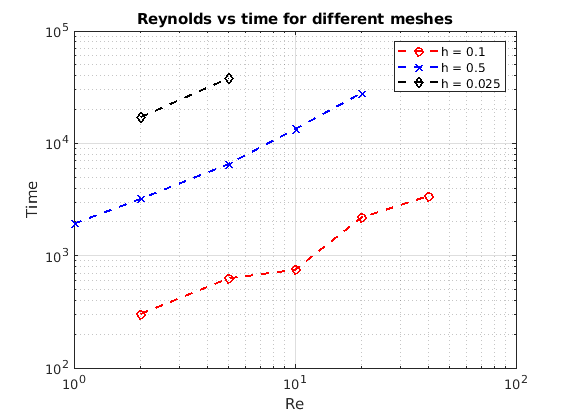 Reynolds vs time for different meshes
10^5
10^4
10^3
10^2
Time
h = 0.1
h = 0.5
h = 0.025
10^0
10^1
10^2
Re